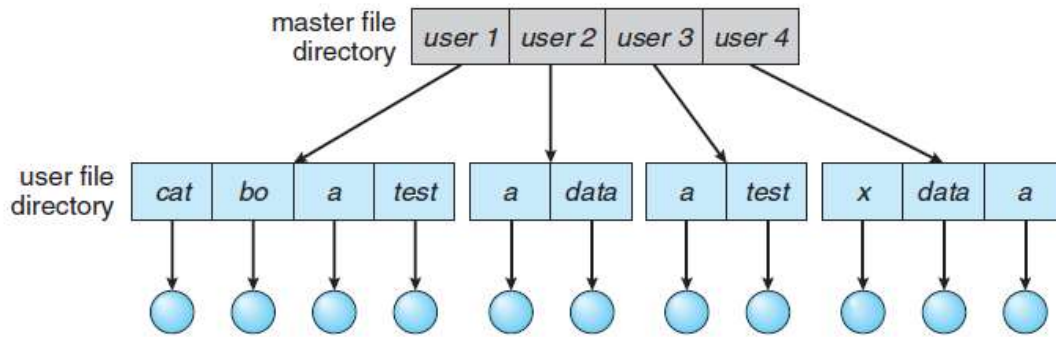 master file
directory
user 1 user 2 user 3 user 4
user file
directory
cat bo a test a data a test x data a